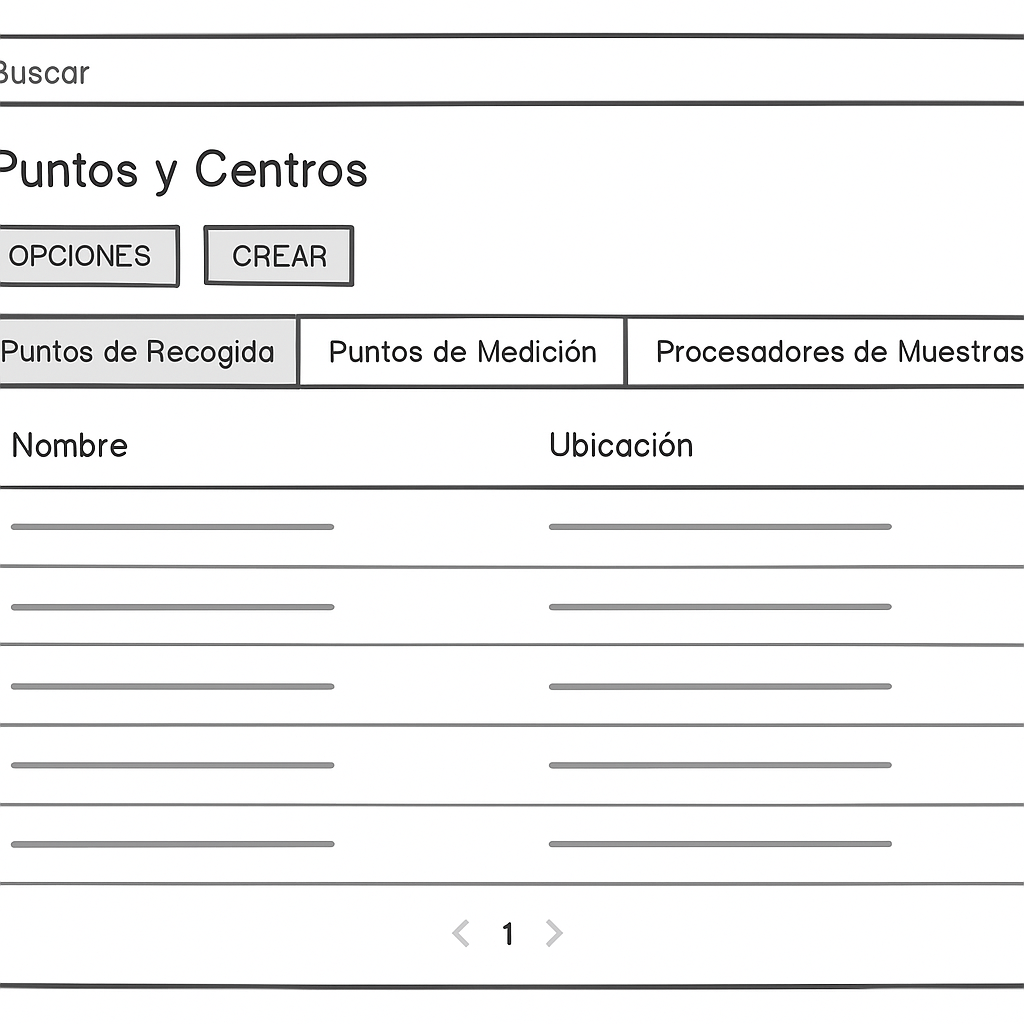 Buscar
Puntos y Centros
OPCIONES CREAR
Puntos de Recogida Puntos de Medición Procesadores de Muestras
Nombre Ubicación
< 1 >